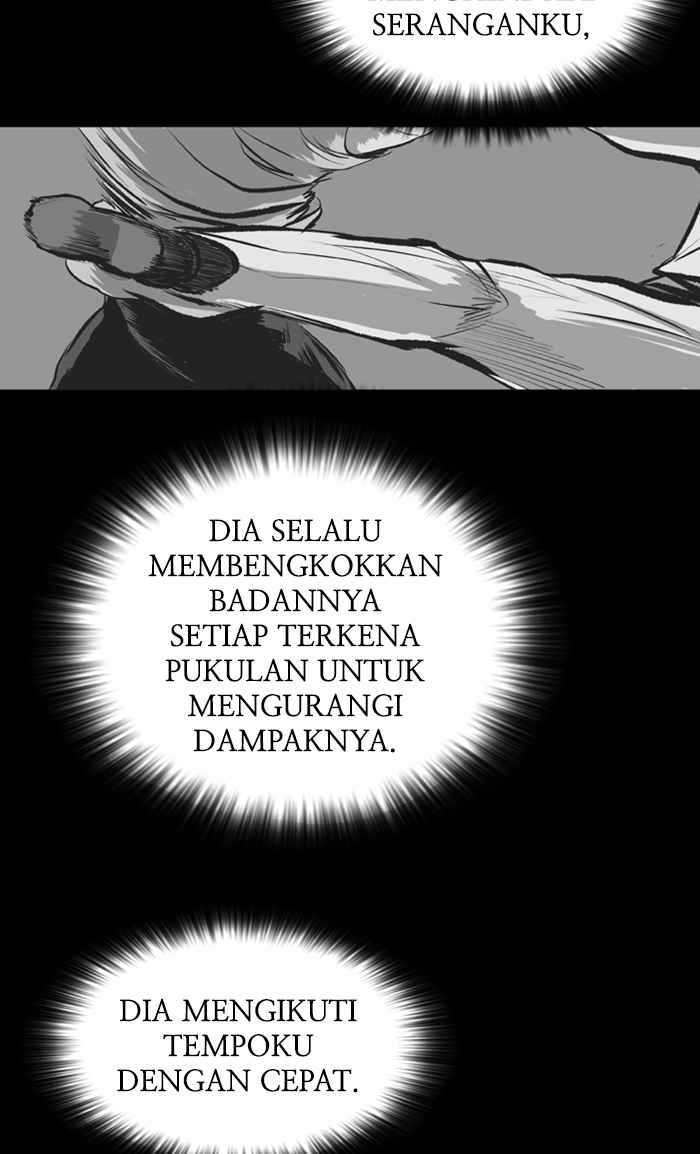 SERANGANKU,
DIA SELALU
MEMBENGKOKKAN
BADANNYA
SETIAP TERKENA
PUKULAN UNTUK
MENGURANGI
DAMPAKNYA.
DIA MENGIKUTI
TEMPOKU
DENGAN CEPAT.